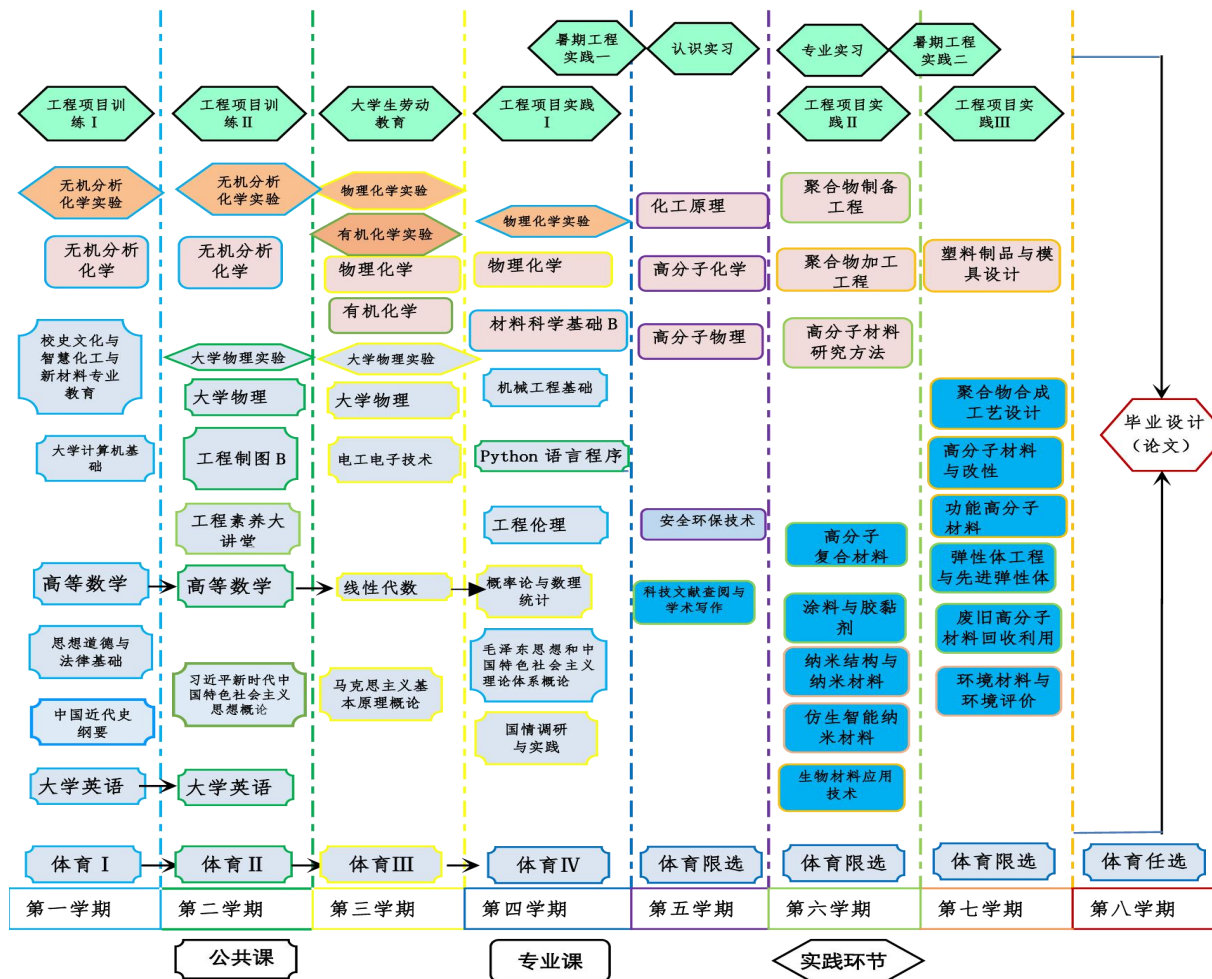 暑期工程
实践一
认识实习
专业实习
暑期工程
实践二
工程项目训
练Ⅰ
工程项目训
练Ⅱ
大学生劳动
教育
工程项目实践
Ⅰ
工程项目实
践Ⅱ
工程项目实
践Ⅲ
无机分析
化学实验
无机分析
化学实验
物理化学实验
有机化学实验
物理化学实验
化工原理
聚合物制备
工程
无机分析
化学
无机分析
化学
物理化学
物理化学
高分子化学
聚合物加工
工程
塑料制品与模
具设计
有机化学
材料科学基础 B
高分子物理
高分子材料
研究方法
校史文化与
智慧化工与
新材料专业
教育
大学物理实验
大学物理实验
大学物理
大学物理
机械工程基础
聚合物合成
工艺设计
毕业设计
（论文）
大学计算机基
础
工程制图 B
电工电子技术
Python 语言程序
高分子材料
与改性
工程素养大
讲堂
工程伦理
安全环保技术
高分子
复合材料
功能高分子
材料
弹性体工程
与先进弹性体
高等数学
高等数学
线性代数
概率论与数理
统计
科技文献查阅与
学术写作
涂料与胶黏
剂
废旧高分子
材料回收利用
思想道德与
法律基础
习近平新时代中
国特色社会主义
思想概论
马克思主义基
本原理概论
毛泽东思想和中
国特色社会主义
理论体系概论
纳米结构与
纳米材料
环境材料与
环境评价
中国近代史
纲要
国情调研
与实践
仿生智能纳
米材料
大学英语
大学英语
生物材料应用
技术
体育Ⅰ
体育Ⅱ
体育Ⅲ
体育Ⅳ
体育限选
体育限选
体育限选
体育任选
第一学期
第二学期
第三学期
第四学期
第五学期
第六学期
第七学期
第八学期
公共课
专业课
实践环节